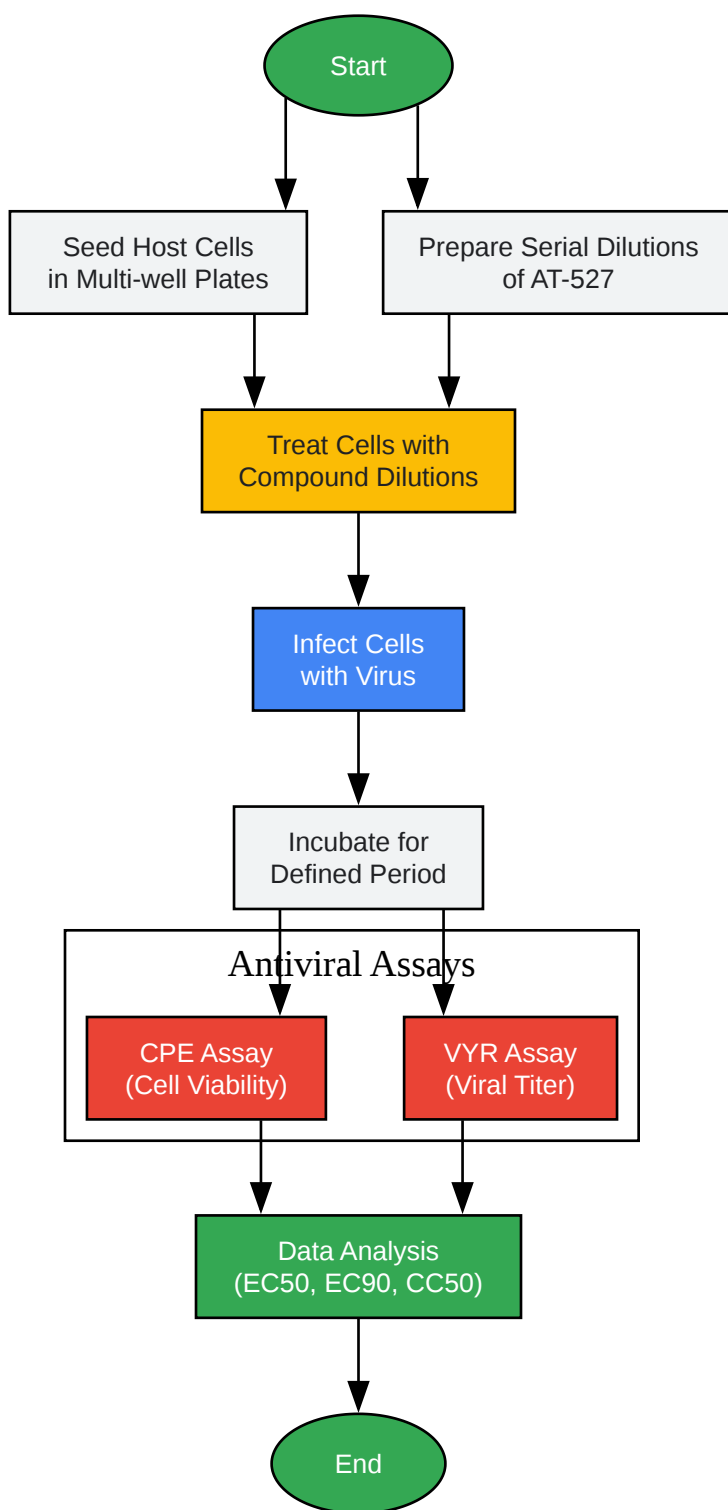 Start
Seed Host Cells
in Multi-well Plates
Prepare Serial Dilutions
of AT-527
Treat Cells with
Compound Dilutions
Infect Cells
with Virus
Incubate for
Defined Period
Antiviral Assays
CPE Assay
(Cell Viability)
VYR Assay
(Viral Titer)
Data Analysis
(EC50, EC90, CC50)
End